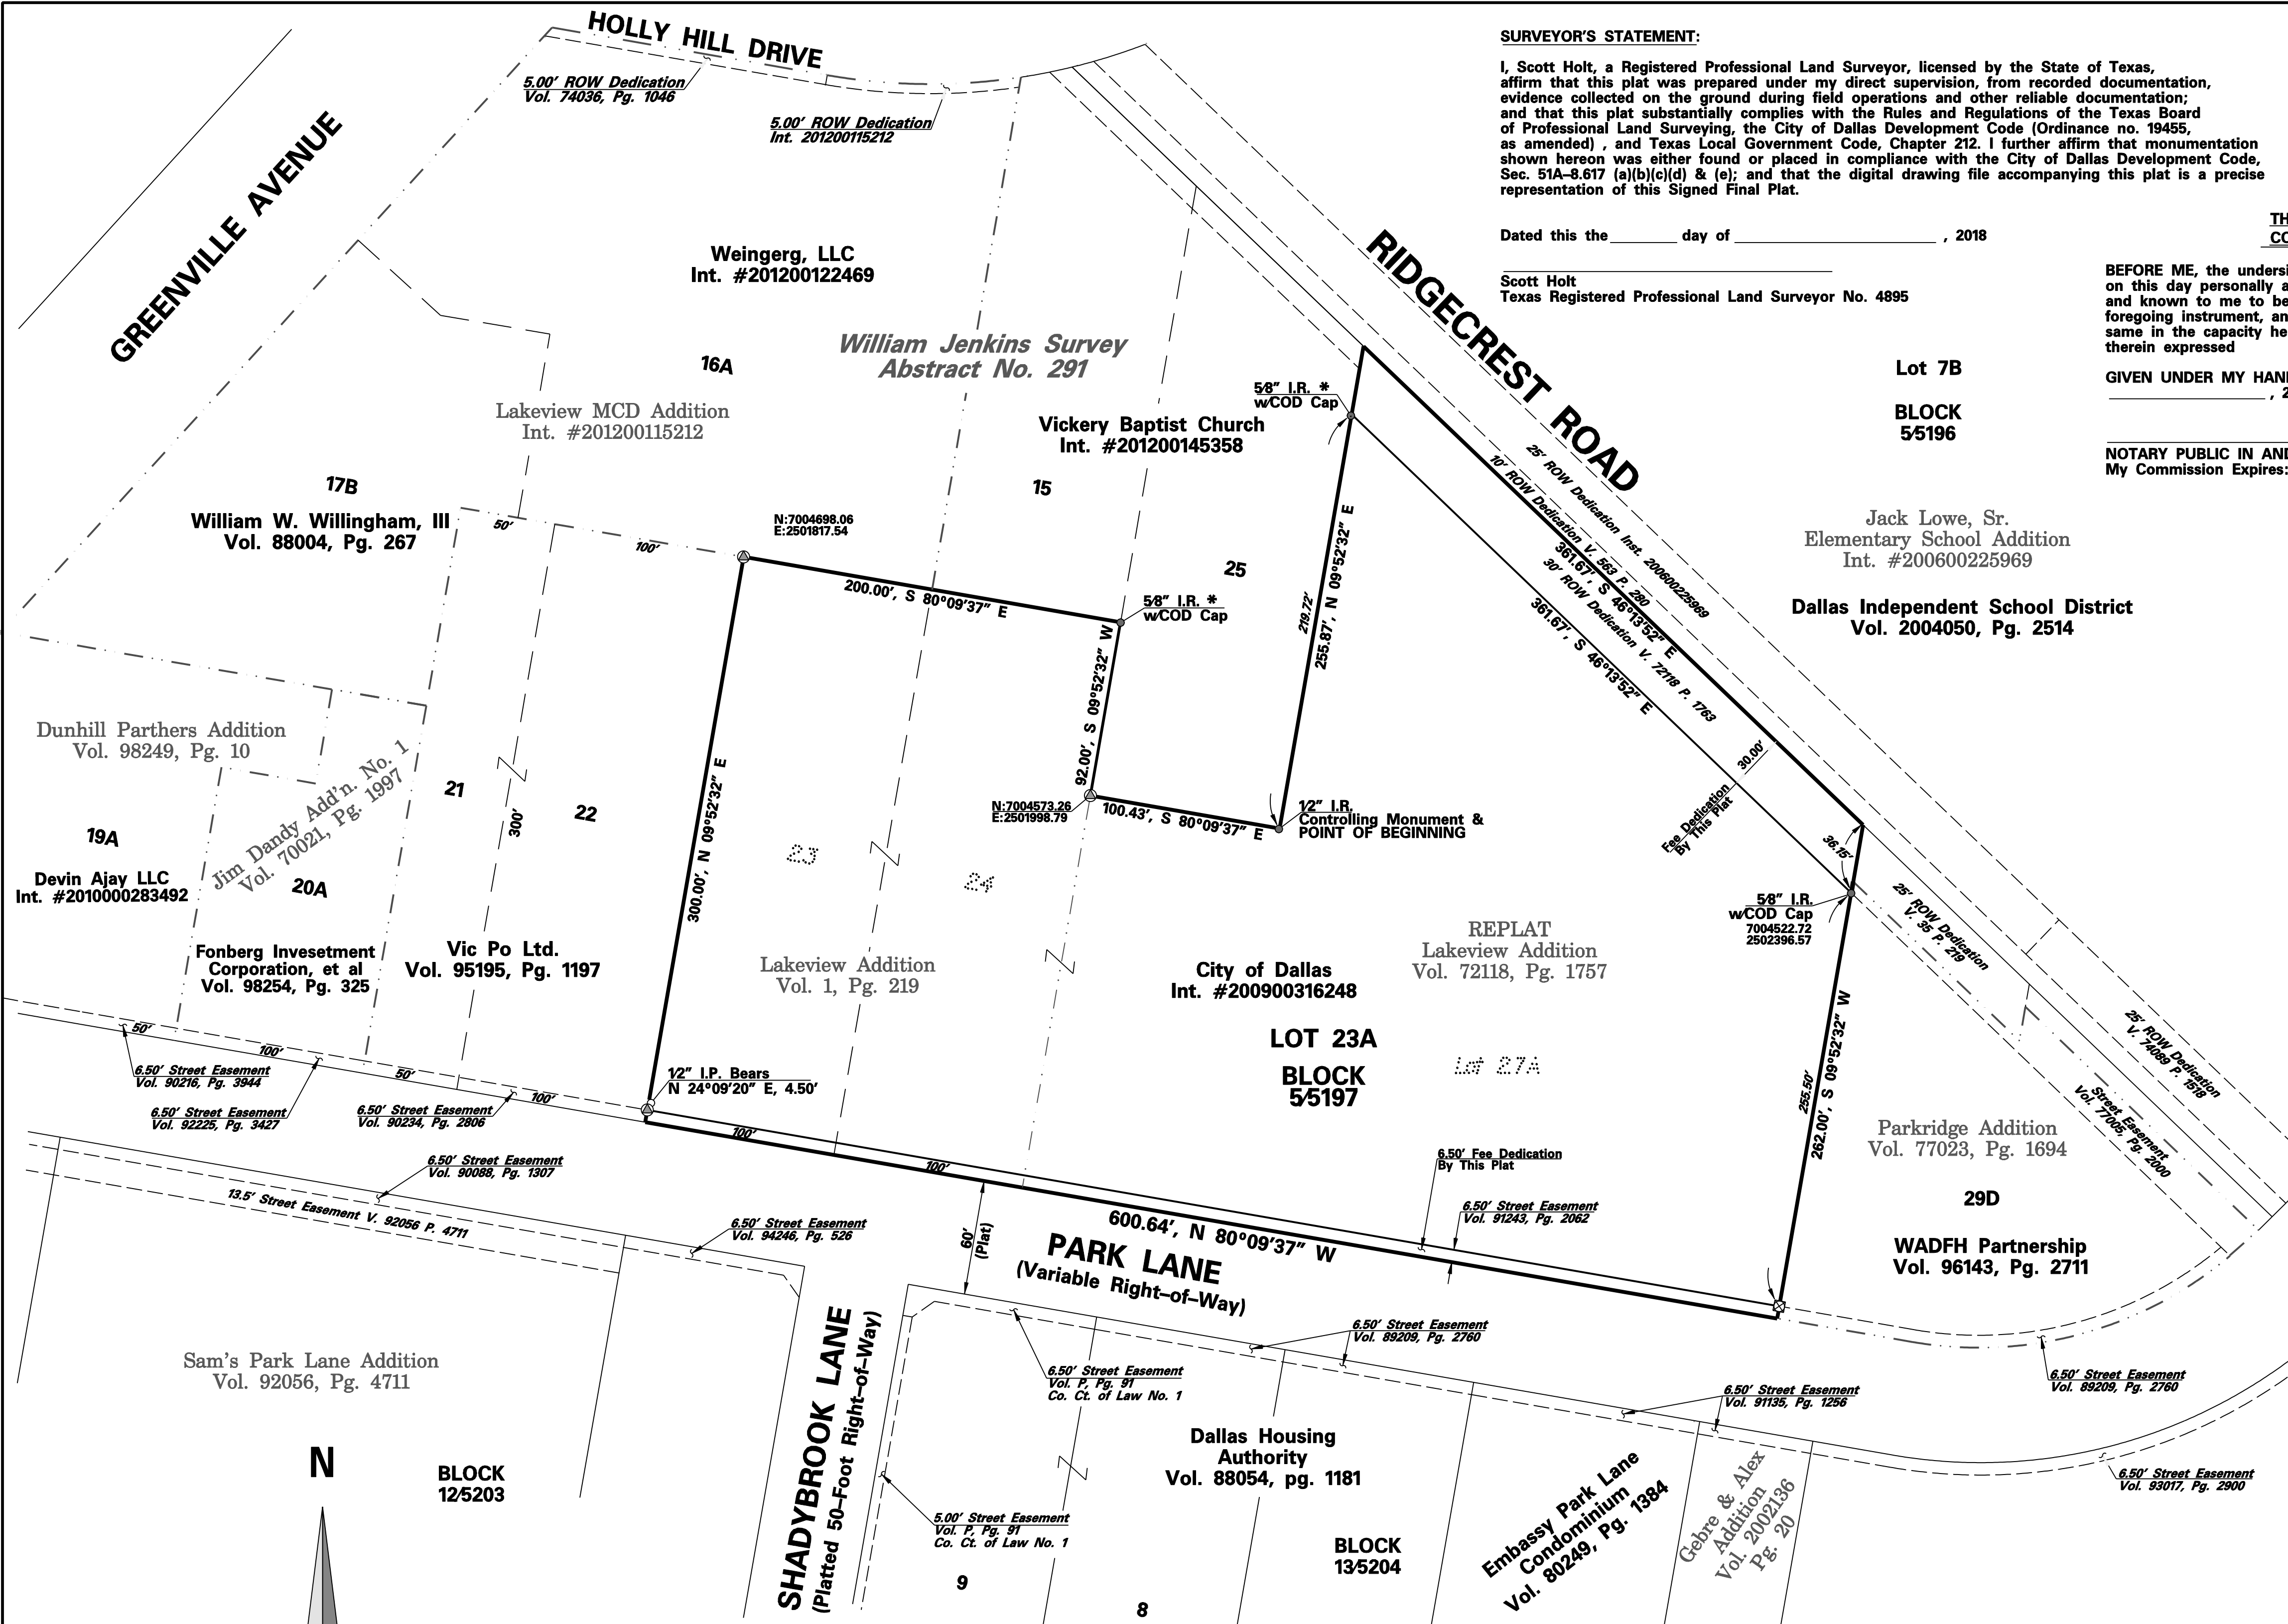 HOLLY HILL DRIVE
5.00' ROW Dedication
Vol. 74036, Pg. 1046
5.00' ROW Dedication
Int. 201200115212
GREENVILLE AVENUE
SURVEYOR'S STATEMENT:
I, Scott Holt, a Registered Professional Land Surveyor, licensed by the State of Texas,
affirm that this plat was prepared under my direct supervision, from recorded documentation,
evidence collected on the ground during field operations and other reliable documentation;
and that this plat substantially complies with the Rules and Regulations of the Texas Board
of Professional Land Surveying, the City of Dallas Development Code (Ordinance no. 19455,
as amended) , and Texas Local Government Code, Chapter 212. I further affirm that monumentation
shown hereon was either found or placed in compliance with the City of Dallas Development Code,
Sec. 51A-8.617 (a)(b)(c)(d) & (e); and that the digital drawing file accompanying this plat is a precise
representation of this Signed Final Plat.
Dated this the day of , 2018
Scott Holt
Texas Registered Professional Land Surveyor No. 4895
TH
CO
BEFORE ME, the undersi
on this day personally a
and known to me to be
foregoing instrument, an
same in the capacity he
therein expressed
GIVEN UNDER MY HAN
, 2
NOTARY PUBLIC IN AND
My Commission Expires:
Weingerg, LLC
Int. #201200122469
William Jenkins Survey
Abstract No. 291
16A
Lakeview MCD Addition
Int. #201200115212
Vickery Baptist Church
Int. #201200145358
15
25
5/8" I.R. *
w/COD Cap
RIDGECREST ROAD
Lot 7B
BLOCK
5/5196
Jack Lowe, Sr.
Elementary School Addition
Int. #200600225969
Dallas Independent School District
Vol. 2004050, Pg. 2514
17B
William W. Willingham, III
Vol. 88004, Pg. 267
50'
100'
N:7004698.06
E:2501817.54
200.00', S 80°09'37" E
5/8" I.R. *
w/COD Cap
92.00', S 09°52'32" W
219.72'
255.87', N 09°52'32" E
25' ROW Dedication Inst. 200600225969
10' ROW Dedication V. 563 P. 280
361.67', S 46°13'52" E
30' ROW Dedication V. 72118 P. 1763
361.67', S 46°13'52" E
30.00'
Fee Dedication
By This Plat
36.15'
Dunhill Parthers Addition
Vol. 98249, Pg. 10
Jim Dandy Add'n. No. 1
Vol. 70021, Pg. 1997
21
22
300'
300.00', N 09°52'32" E
N:7004573.26
E:2501998.79
100.43', S 80°09'37" E
1/2" I.R.
Controlling Monument &
POINT OF BEGINNING
23
24
19A
Devin Ajay LLC
Int. #2010000283492
20A
Fonberg Invesetment
Corporation, et al
Vol. 98254, Pg. 325
Vic Po Ltd.
Vol. 95195, Pg. 1197
Lakeview Addition
Vol. 1, Pg. 219
City of Dallas
Int. #200900316248
LOT 23A
BLOCK
5/5197
REPLAT
Lakeview Addition
Vol. 72118, Pg. 1757
Lot 27A
5/8" I.R.
w/COD Cap
7004522.72
2502396.57
25' ROW Dedication
V. 35 P. 219
25' ROW Dedication
V. 74089 P. 1518
Street Easement
Vol. 77005, Pg. 2000
255.50'
262.00', S 09°52'32" W
Parkridge Addition
Vol. 77023, Pg. 1694
29D
WADFH Partnership
Vol. 96143, Pg. 2711
50'
100'
50'
100'
6.50' Street Easement
Vol. 90216, Pg. 3944
6.50' Street Easement
Vol. 92225, Pg. 3427
6.50' Street Easement
Vol. 90234, Pg. 2806
1/2" I.P. Bears
N 24°09'20" E, 4.50'
100'
100'
6.50' Fee Dedication
By This Plat
6.50' Street Easement
Vol. 91243, Pg. 2062
6.50' Street Easement
Vol. 90088, Pg. 1307
13.5' Street Easement V. 92056 P. 4711
6.50' Street Easement
Vol. 94246, Pg. 526
60'
(Plat)
600.64', N 80°09'37" W
PARK LANE
(Variable Right-of-Way)
6.50' Street Easement
Vol. 89209, Pg. 2760
6.50' Street Easement
Vol. P, Pg. 91
Co. Ct. of Law No. 1
6.50' Street Easement
Vol. 89209, Pg. 2760
6.50' Street Easement
Vol. 91135, Pg. 1256
Sam's Park Lane Addition
Vol. 92056, Pg. 4711
N
BLOCK
12/5203
SHADYBROOK LANE
(Platted 50-Foot Right-of-Way)
5.00' Street Easement
Vol. P, Pg. 91
Co. Ct. of Law No. 1
Dallas Housing
Authority
Vol. 88054, pg. 1181
BLOCK
13/5204
Embassy Park Lane
Condominium
Vol. 80249, Pg. 1384
Gebre & Alex
Addition
Vol. 2002136
Pg. 20
6.50' Street Easement
Vol. 93017, Pg. 2900
9
8